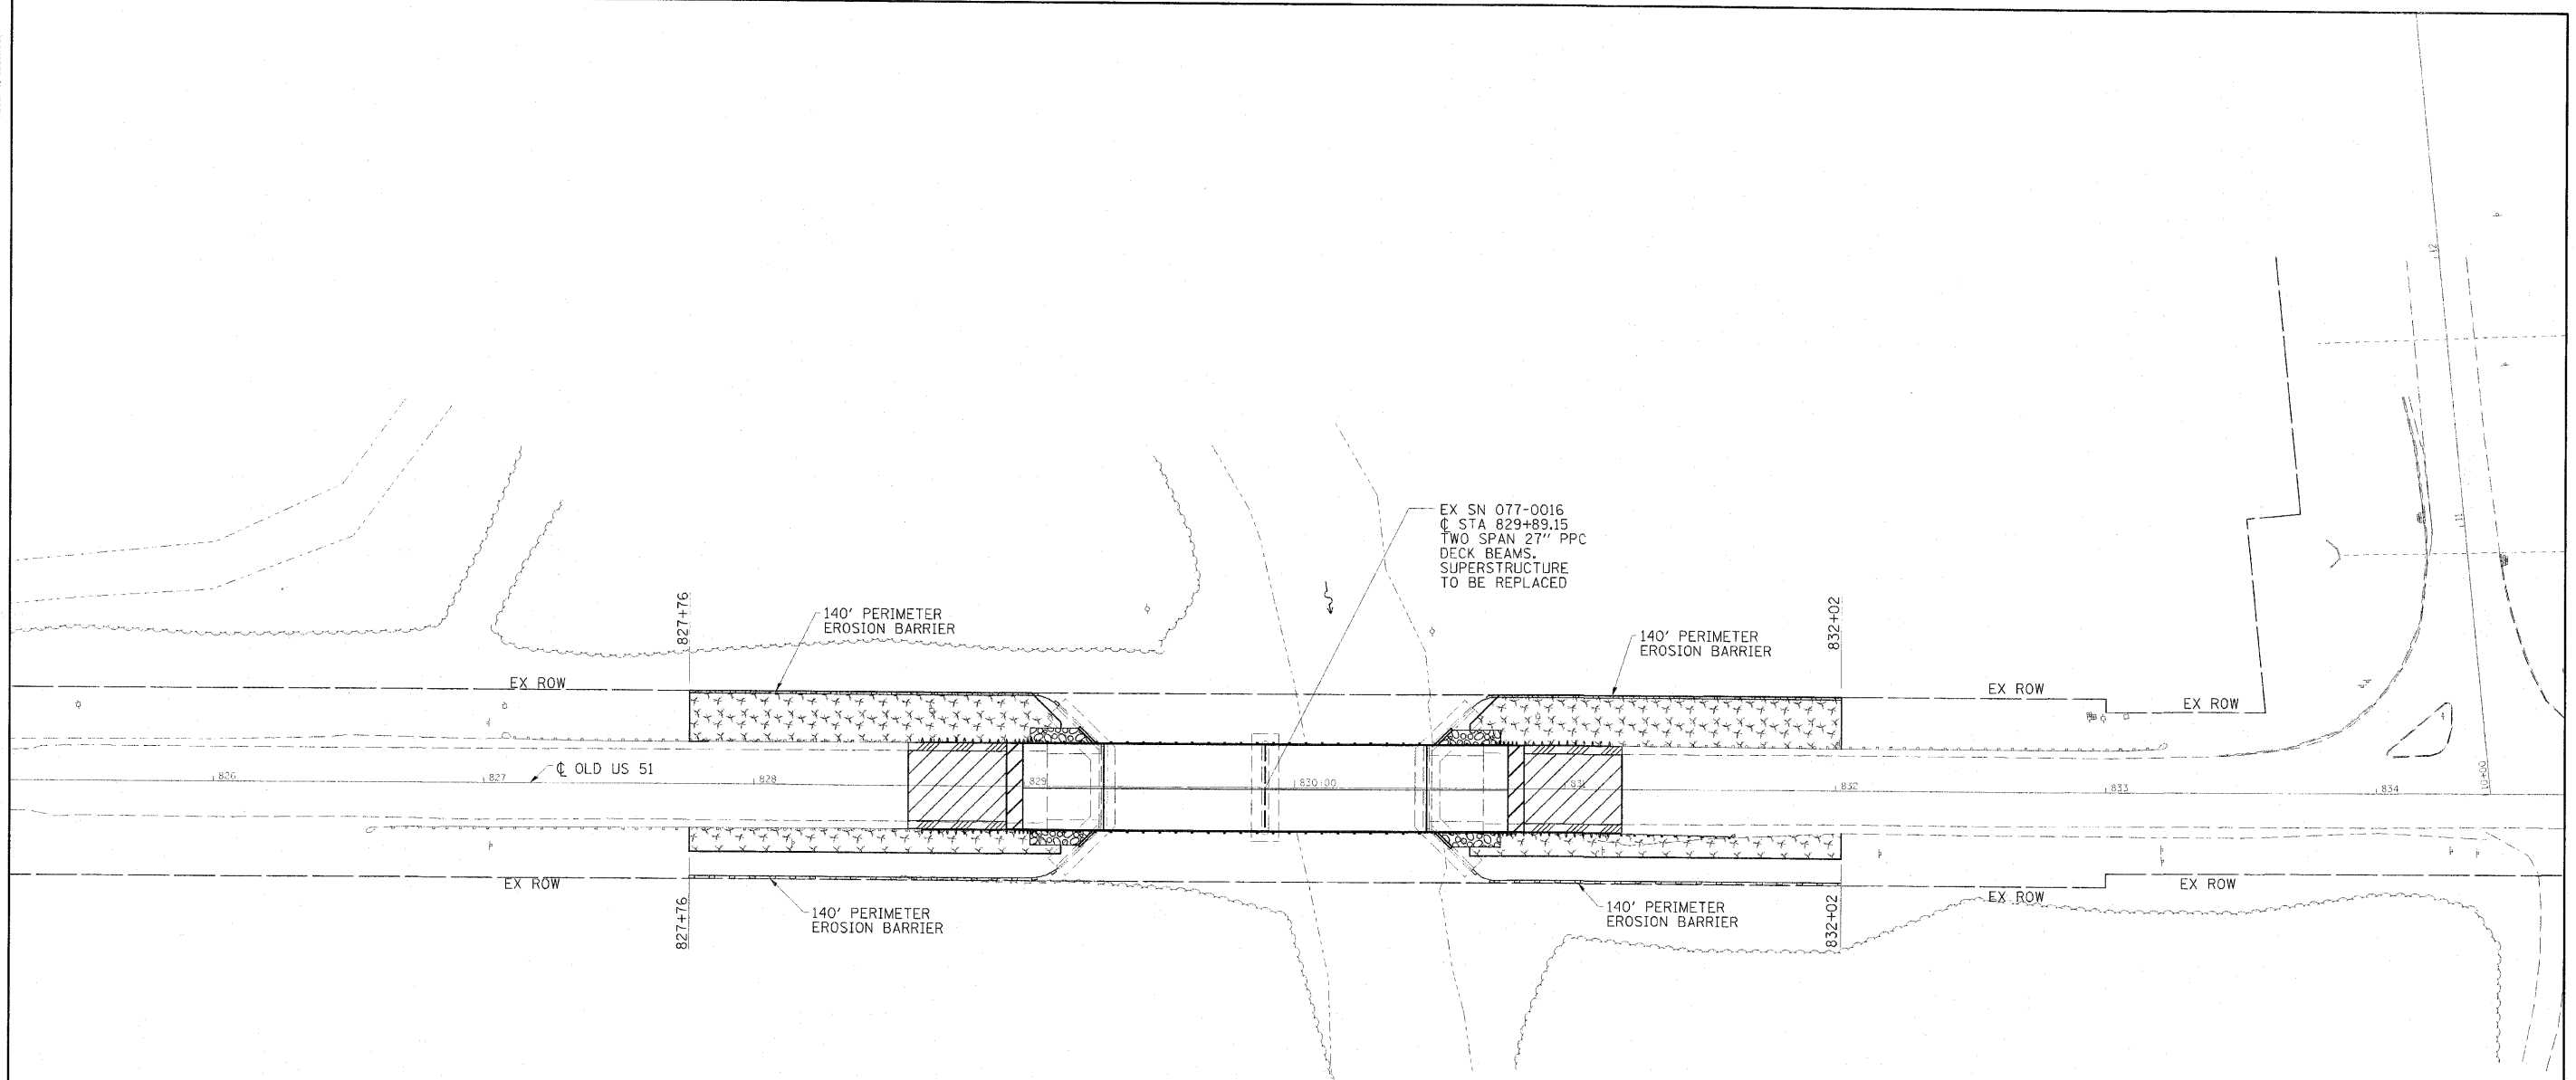 12
EX SN 077-0016
℄ STA 829+89.15
TWO SPAN 27" PPC
DECK BEAMS.
SUPERSTRUCTURE
TO BE REPLACED
11
827+76
140' PERIMETER
EROSION BARRIER
140' PERIMETER
EROSION BARRIER
832+02
EX ROW
EX ROW
EX ROW
826
827
℄ OLD US 51
828
829
830+00
831
832
833
834
10+00
EX ROW
827+76
140' PERIMETER
EROSION BARRIER
140' PERIMETER
EROSION BARRIER
832+02
EX ROW
EX ROW